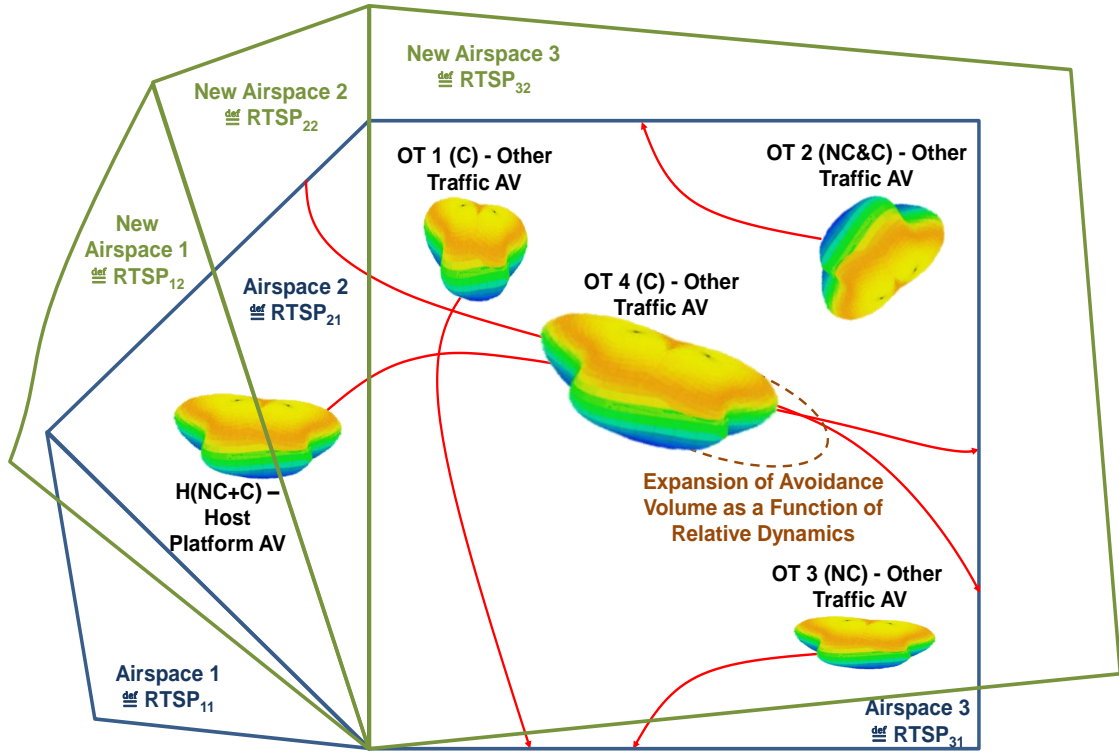 New Airspace 3
≝ RTSP32
New Airspace 2
≝ RTSP22
OT 1 (C) - Other
Traffic AV
OT 2 (NC&C) - Other
Traffic AV
New
Airspace 1
≝ RTSP12
Airspace 2
≝ RTSP21
OT 4 (C) - Other
Traffic AV
H(NC+C) –
Host
Platform AV
Expansion of Avoidance
Volume as a Function of
Relative Dynamics
OT 3 (NC) - Other
Traffic AV
Airspace 1
≝ RTSP11
Airspace 3
≝ RTSP31